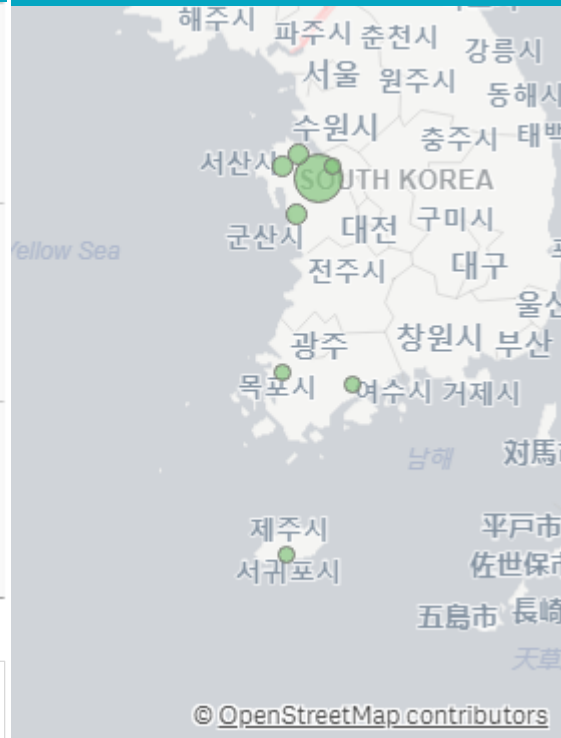 해주시
파주시 춘천시
강릉시
서울 원주시
동해시
수원시
충주시 태백
서산시
SOUTH KOREA
대전 구미시
군산시
Yellow Sea
전주시 대구
울산
광주 창원시 부산
목포시 여수시 거제시
남해 対馬
제주시 平戸市
서귀포시 佐世保市
五島市 長崎
天草
© OpenStreetMap contributors